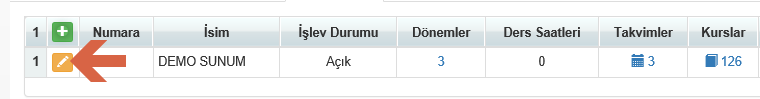 1 Numara İsim İşlev Durumu Dönemler Ders Saatleri Takvimler Kurslar
1 DEMO SUNUM Açık 3 0 3 126